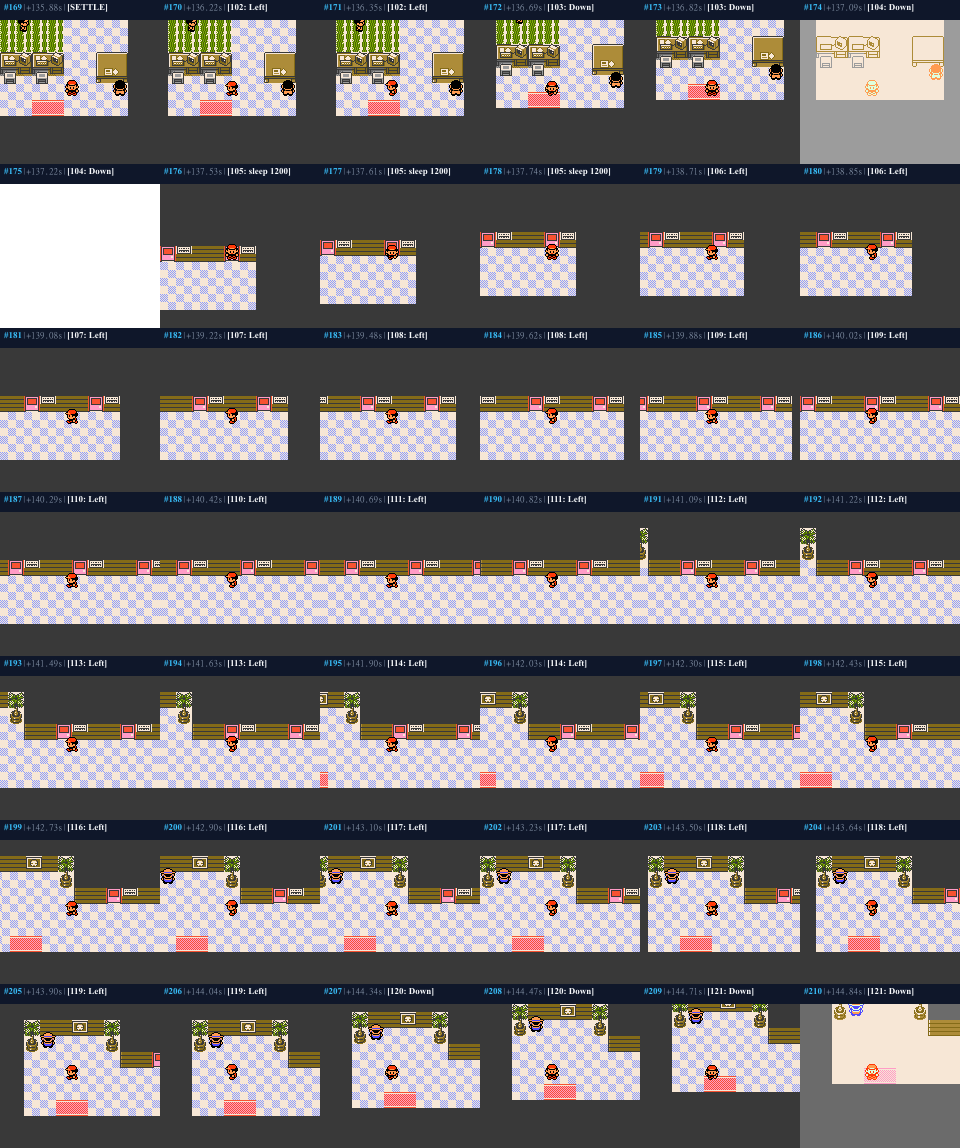 #169|+135.88s|[SETTLE] #170|+136.22s|[102: Left] #171|+136.35s|[102: Left] #172|+136.69s|[103: Down] #173|+136.82s|[103: Down] #174|+137.09s|[104: Down]
#175|+137.22s|[104: Down] #176|+137.53s|[105: sleep 1200] #177|+137.61s|[105: sleep 1200] #178|+137.74s|[105: sleep 1200] #179|+138.71s|[106: Left] #180|+138.85s|[106: Left]
#181|+139.08s|[107: Left] #182|+139.22s|[107: Left] #183|+139.48s|[108: Left] #184|+139.62s|[108: Left] #185|+139.88s|[109: Left] #186|+140.02s|[109: Left]
#187|+140.29s|[110: Left] #188|+140.42s|[110: Left] #189|+140.69s|[111: Left] #190|+140.82s|[111: Left] #191|+141.09s|[112: Left] #192|+141.22s|[112: Left]
#193|+141.49s|[113: Left] #194|+141.63s|[113: Left] #195|+141.90s|[114: Left] #196|+142.03s|[114: Left] #197|+142.30s|[115: Left] #198|+142.43s|[115: Left]
#199|+142.73s|[116: Left] #200|+142.90s|[116: Left] #201|+143.10s|[117: Left] #202|+143.23s|[117: Left] #203|+143.50s|[118: Left] #204|+143.64s|[118: Left]
#205|+143.90s|[119: Left] #206|+144.04s|[119: Left] #207|+144.34s|[120: Down] #208|+144.47s|[120: Down] #209|+144.71s|[121: Down] #210|+144.84s|[121: Down]